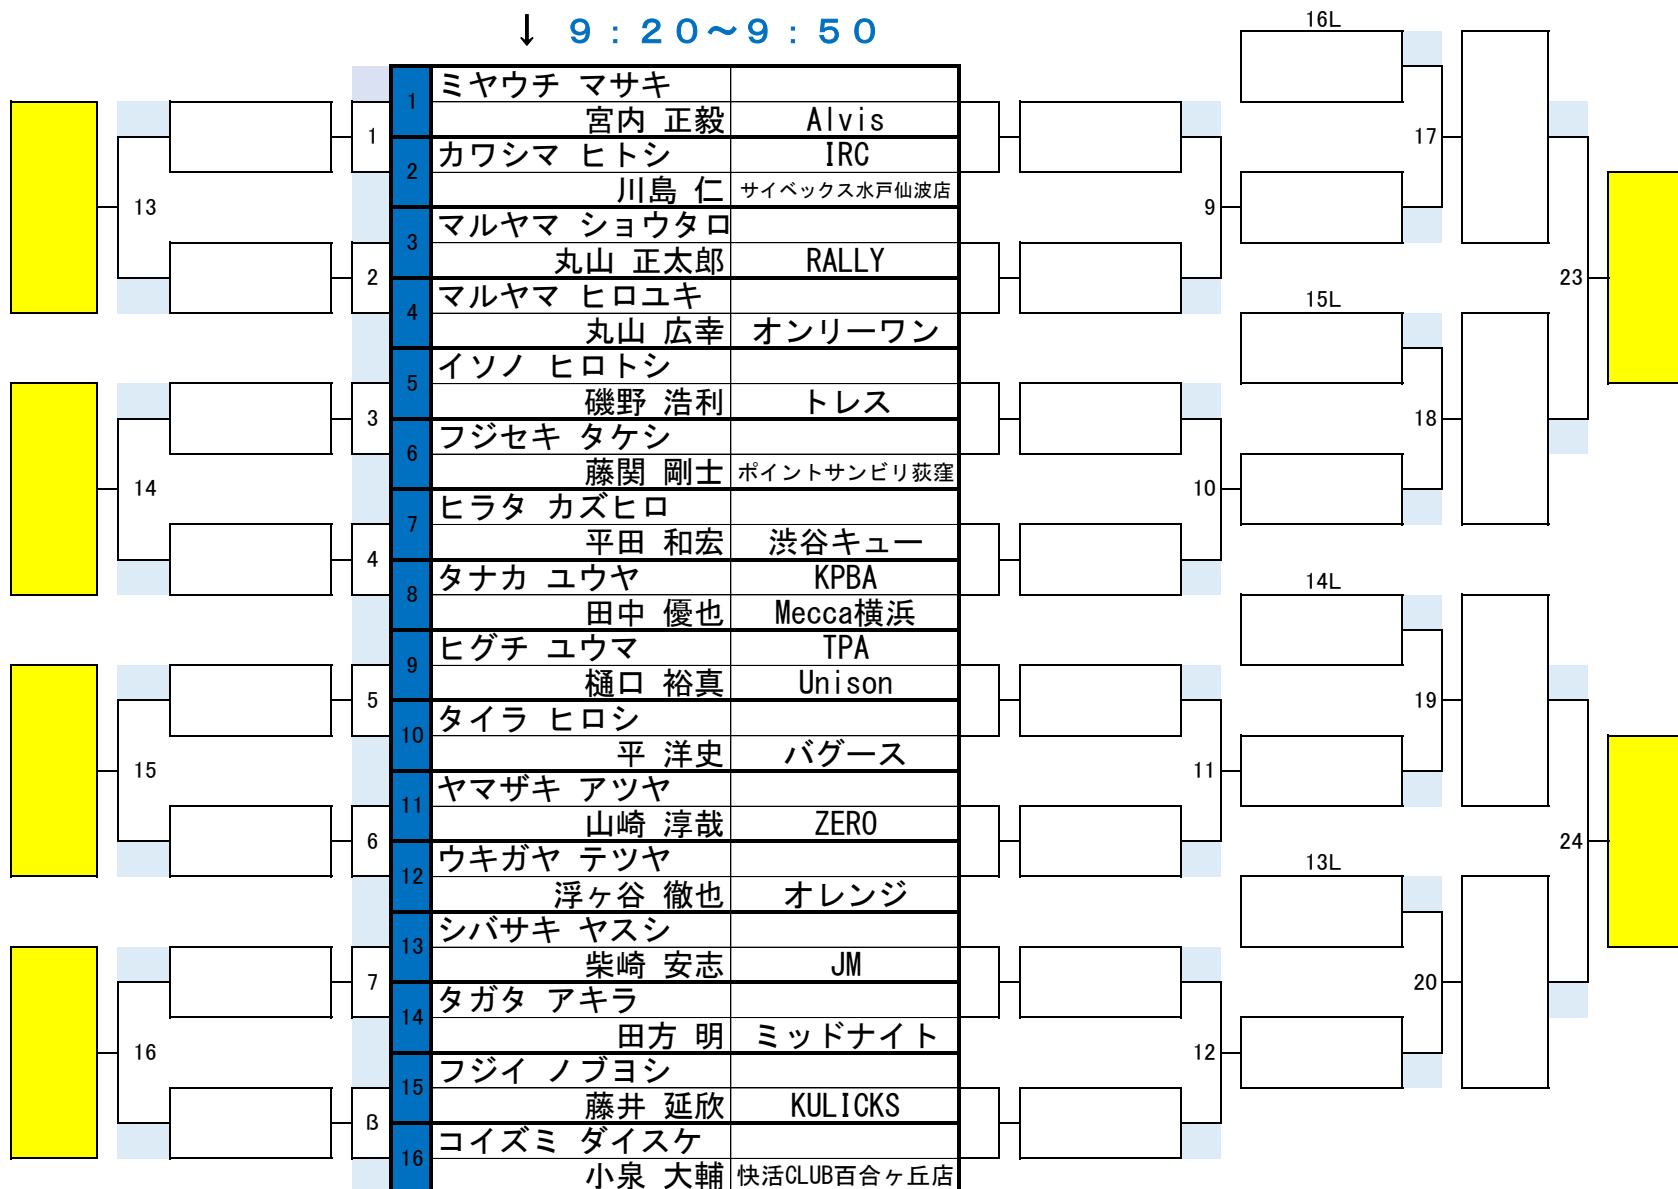 ↓ 9：20～9：50
16L
1 ミヤウチ マサキ
宮内 正毅 Alvis
1
17
2 カワシマ ヒトシ IRC
川島 仁 サイベックス水戸仙波店
13
9
3 マルヤマ ショウタロ
丸山 正太郎 RALLY
2
23
4 マルヤマ ヒロユキ
15L
丸山 広幸 オンリーワン
5 イソノ ヒロトシ
磯野 浩利 トレス
3
18
6 フジセキ タケシ
藤関 剛士 ポイントサンビリ荻窪
14
10
7 ヒラタ カズヒロ
平田 和宏 渋谷キュー
4
8 タナカ ユウヤ KPBA
14L
田中 優也 Mecca横浜
9 ヒグチ ユウマ TPA
樋口 裕真 Unison
5
19
10 タイラ ヒロシ
平 洋史 バグース
15
11
11 ヤマザキ アツヤ
山崎 淳哉 ZERO
6
24
12 ウキガヤ テツヤ
13L
浮ヶ谷 徹也 オレンジ
13 シバサキ ヤスシ
柴崎 安志 JM
7
20
14 タガタ アキラ
田方 明 ミッドナイト
16
12
15 フジイ ノブヨシ
藤井 延欣 KULICKS
8
16 コイズミ ダイスケ
小泉 大輔 快活CLUB百合ヶ丘店